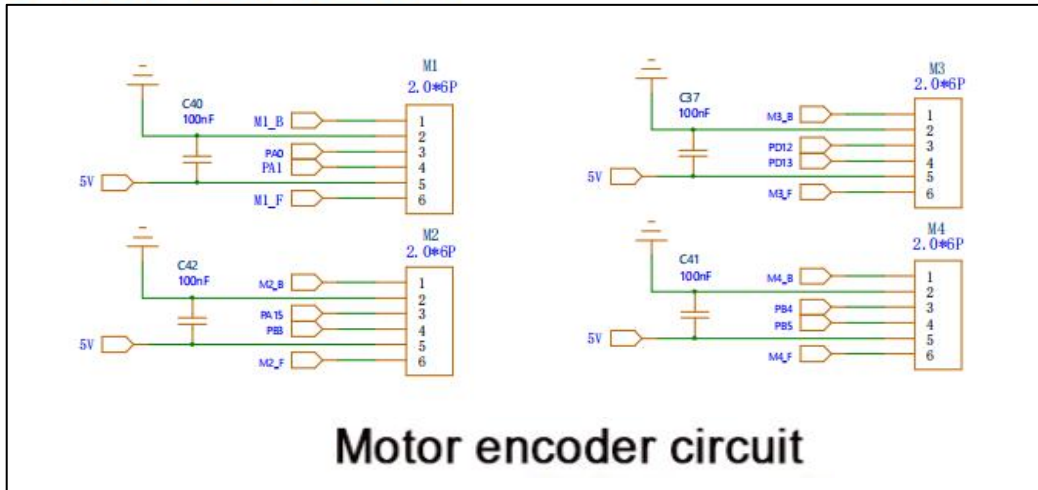 M1
2.0*6P
C40
100nF
M1_B
PA0
PA1
5V
M1_F
1
2
3
4
5
6
M3
2.0*6P
C37
100nF
M3_B
PD12
PD13
5V
M3_F
1
2
3
4
5
6
M2
2.0*6P
C42
100nF
M2_B
PA15
PB3
5V
M2_F
1
2
3
4
5
6
M4
2.0*6P
C41
100nF
M4_B
PB4
PB5
5V
M4_F
1
2
3
4
5
6
Motor encoder circuit